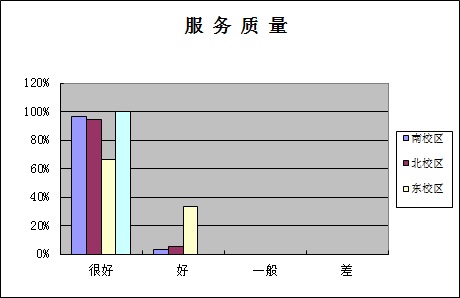 服 务 质 量
120%
100%
80%
60%
40%
20%
0%
很好 好 一般 差
南校区
北校区
东校区